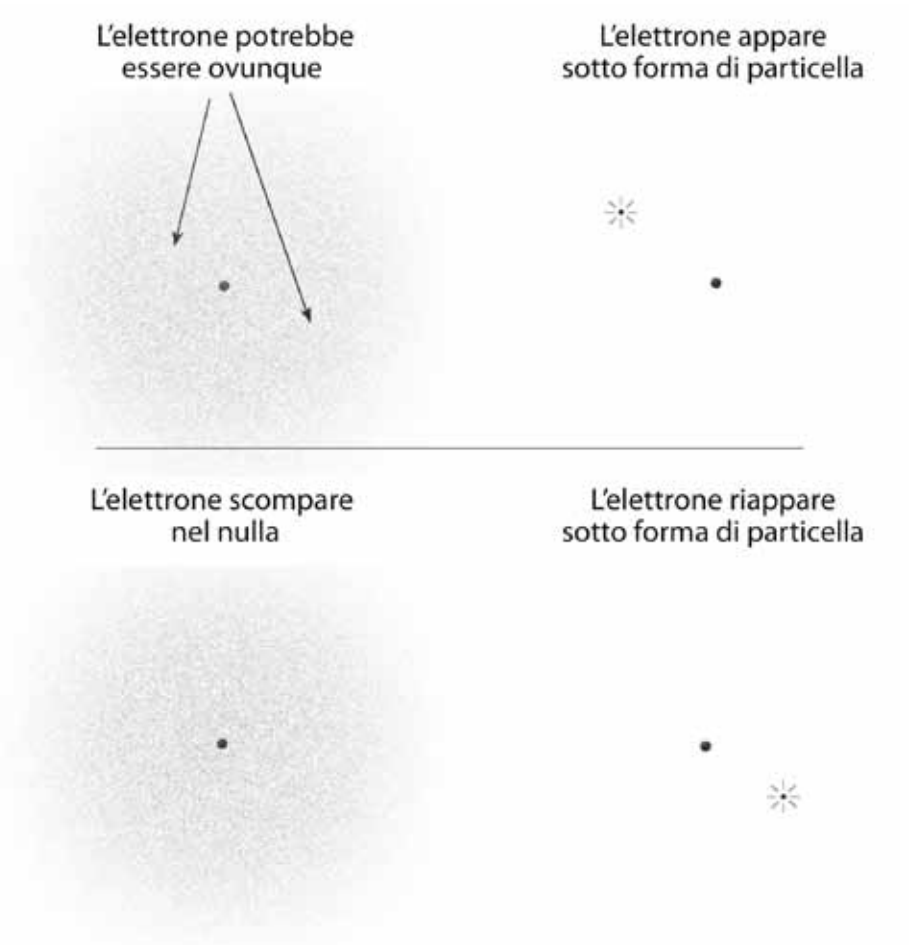 L'elettrone potrebbe
essere ovunque
L'elettrone appare
sotto forma di particella
L'elettrone scompare
nel nulla
L'elettrone riappare
sotto forma di particella